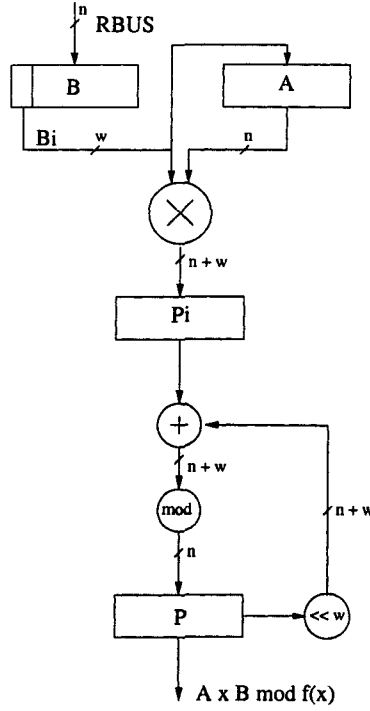 n
RBUS
B
A
Bi
w
n
×
n + w
Pi
+
n + w
mod
n
n + w
P
<< w
A x B mod f(x)